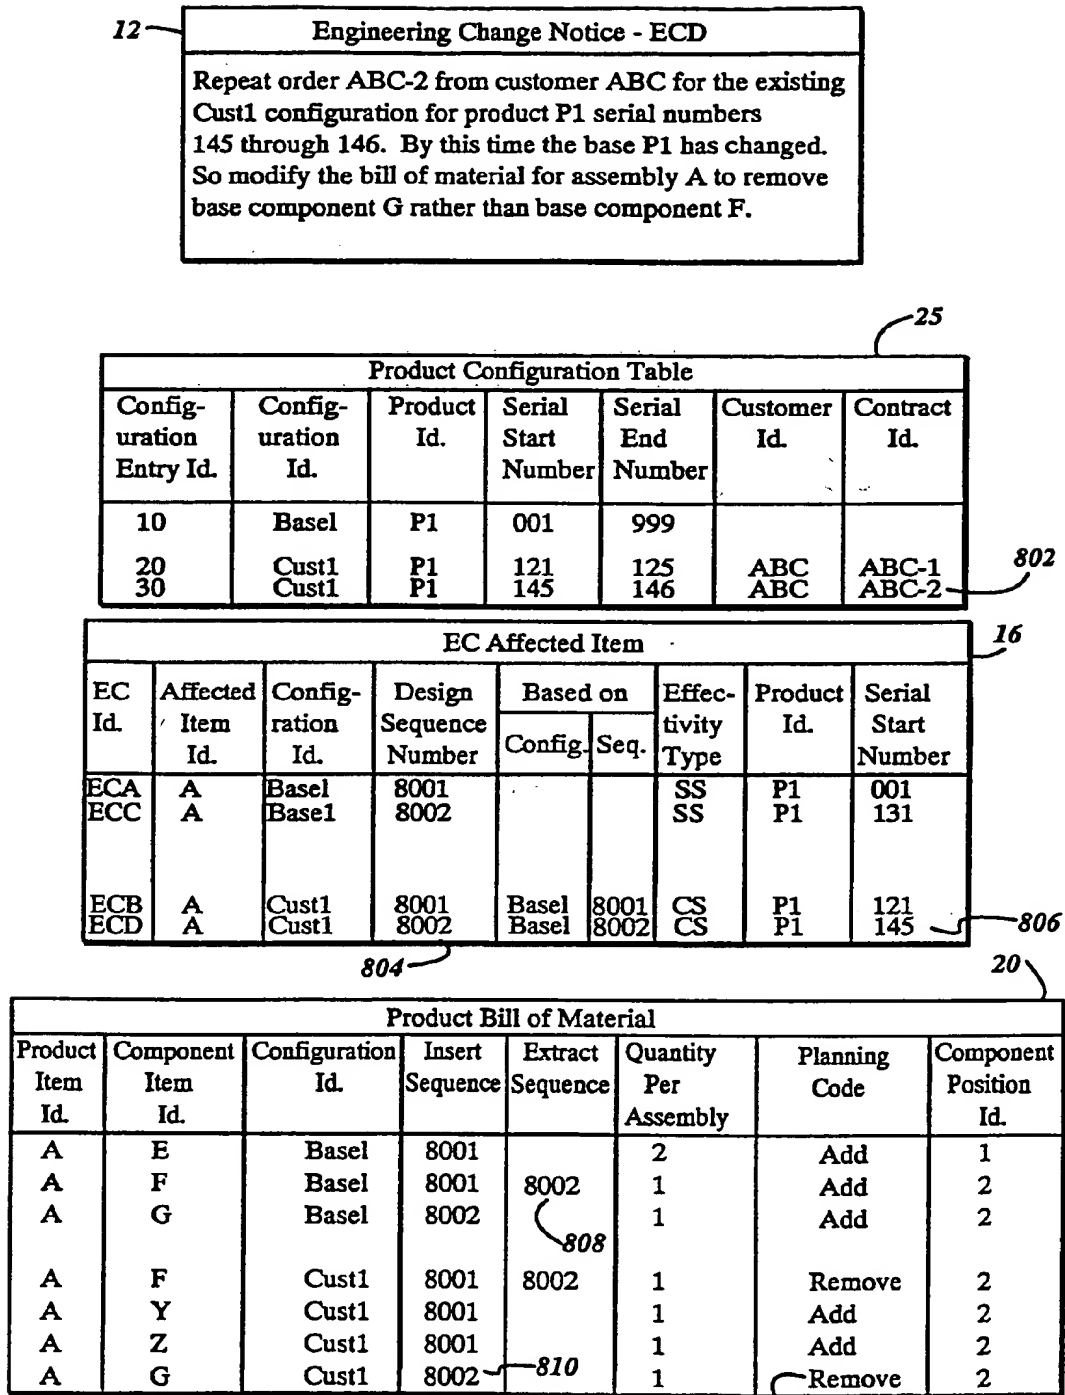 12
Engineering Change Notice - ECD
Repeat order ABC-2 from customer ABC for the existing
Cust1 configuration for product P1 serial numbers
145 through 146. By this time the base P1 has changed.
So modify the bill of material for assembly A to remove
base component G rather than base component F.
25
Product Configuration Table
Config- Config- Product Serial Serial Customer Contract
uration uration Id. Start End Id. Id.
Entry Id. Id. Number Number
10 Basel P1 001 999
20 Cust1 P1 121 125 ABC ABC-1
30 Cust1 P1 145 146 ABC ABC-2
802
16
EC Affected Item
EC Affected Config- Design Based on Effec- Product Serial
Id. Item ration Sequence Config. Seq. tivity Id. Start
Id. Id. Number Type Number
ECA A Basel 8001 SS P1 001
ECC A Base1 8002 SS P1 131
ECB A Cust1 8001 Basel 8001 CS P1 121
ECD A Cust1 8002 Basel 8002 CS P1 145
806
804
20
Product Bill of Material
Product Component Configuration Insert Extract Quantity Planning Component
Item Item Id. Sequence Sequence Per Code Position
Id. Id. Assembly Id.
A E Basel 8001 2 Add 1
A F Basel 8001 8002 1 Add 2
A G Basel 8002 1 Add 2
808
A F Cust1 8001 8002 1 Remove 2
A Y Cust1 8001 1 Add 2
A Z Cust1 8001 1 Add 2
A G Cust1 8002 810 1 Remove 2